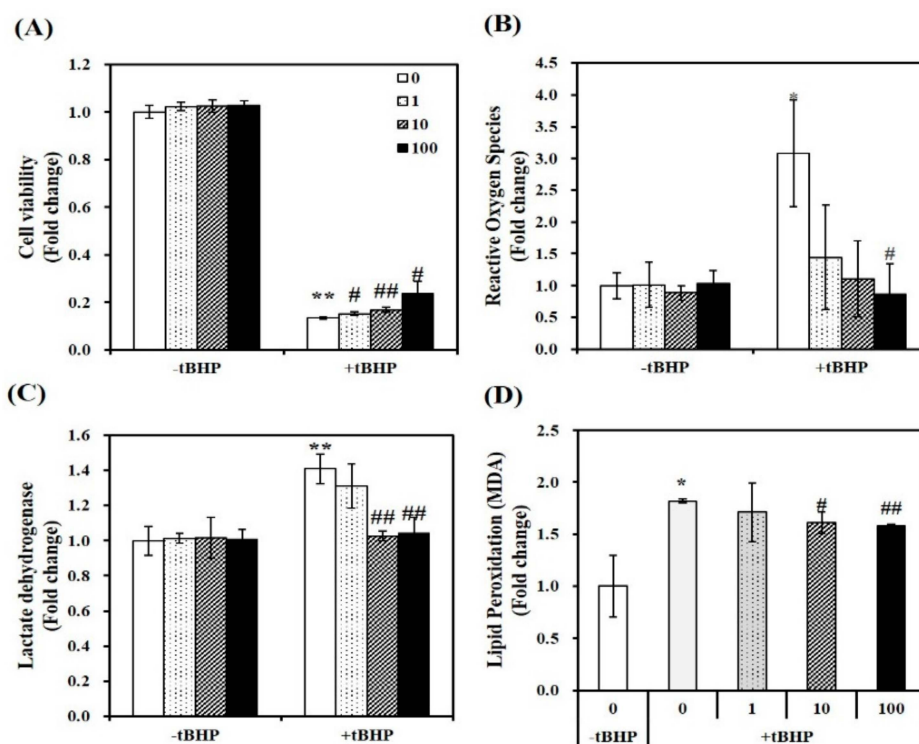 (A)
Cell viability
(Fold change)
1.2
1.0
0.8
0.6
0.4
0.2
0.0
0
1
10
100
**
#
##
#
-tBHP
+tBHP
(B)
Reactive Oxygen Species
(Fold change)
4.5
4.0
3.5
3.0
2.5
2.0
1.5
1.0
0.5
0.0
*
#
-tBHP
+tBHP
(C)
Lactate dehydrogenase
(Fold change)
1.6
1.4
1.2
1.0
0.8
0.6
0.4
0.2
0.0
**
##
##
-tBHP
+tBHP
(D)
Lipid Peroxidation (MDA)
(Fold change)
2.5
2.0
1.5
1.0
0.5
0.0
*
#
##
0
0
1
10
100
-tBHP
+tBHP